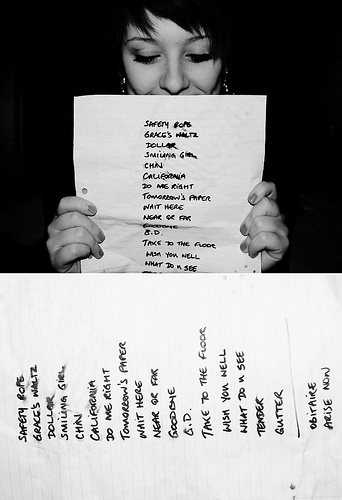 SAFETY ROPE
GRACE'S WALTZ
DOLLAR
SMILING GIRL
CHIN
CALIFORNIA
DO ME RIGHT
TOMORROW'S PAPER
WAIT HERE
NEAR OR FAR
GOODBYE
B.D.
TAKE TO THE FLOOR
WISH YOU WELL
WHAT DO U SEE
SAFETY ROPE
GRACE'S WALTZ
DOLLAR
SMILING GIRL
CHIN
CALIFORNIA
DO ME RIGHT
TOMORROW'S PAPER
WAIT HERE
NEAR OR FAR
GOODBYE
B.D.
TAKE TO THE FLOOR
WISH YOU WELL
WHAT DO U SEE
TENDER
GUTTER
OBITAIRE
ARISE NOW